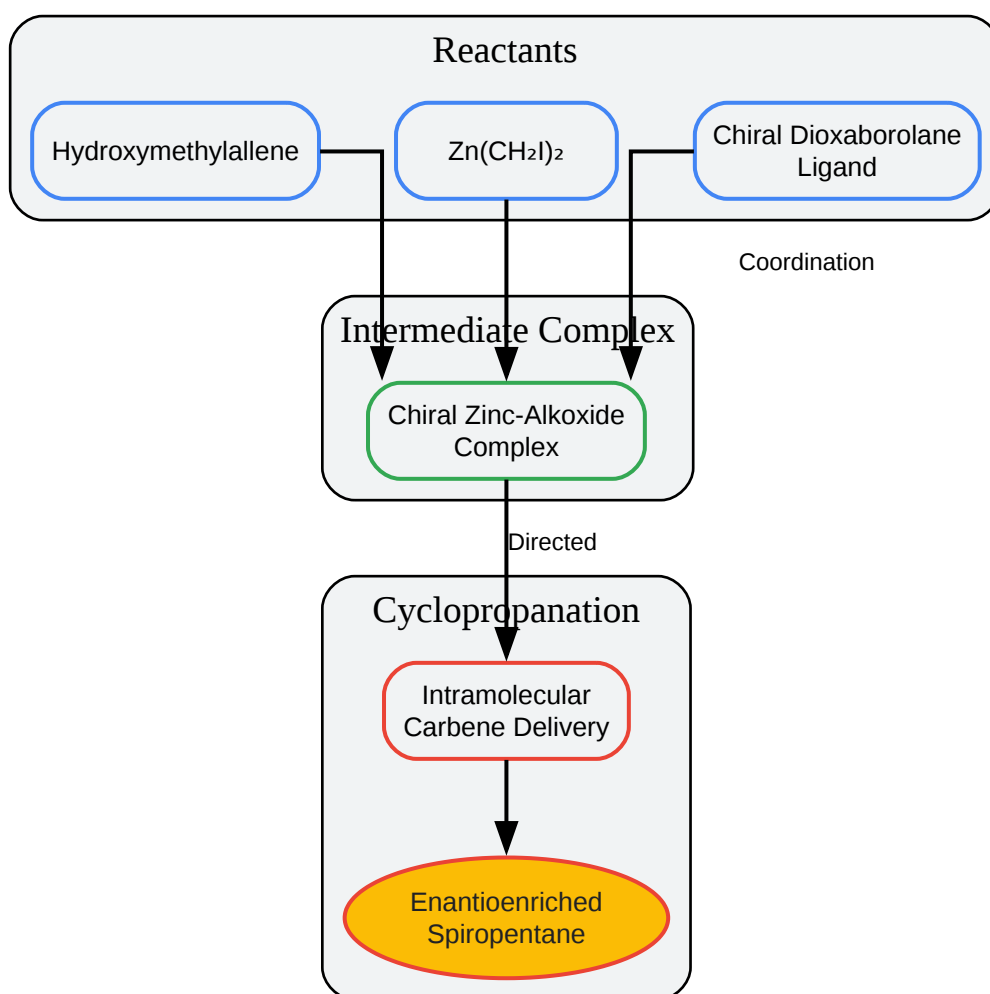 Reactants
Hydroxymethylallene
Zn(CH₂I)₂
Chiral Dioxaborolane
Ligand
Coordination
Intermediate Complex
Chiral Zinc-Alkoxide
Complex
Directed
Cyclopropanation
Intramolecular
Carbene Delivery
Enantioenriched
Spiropentane